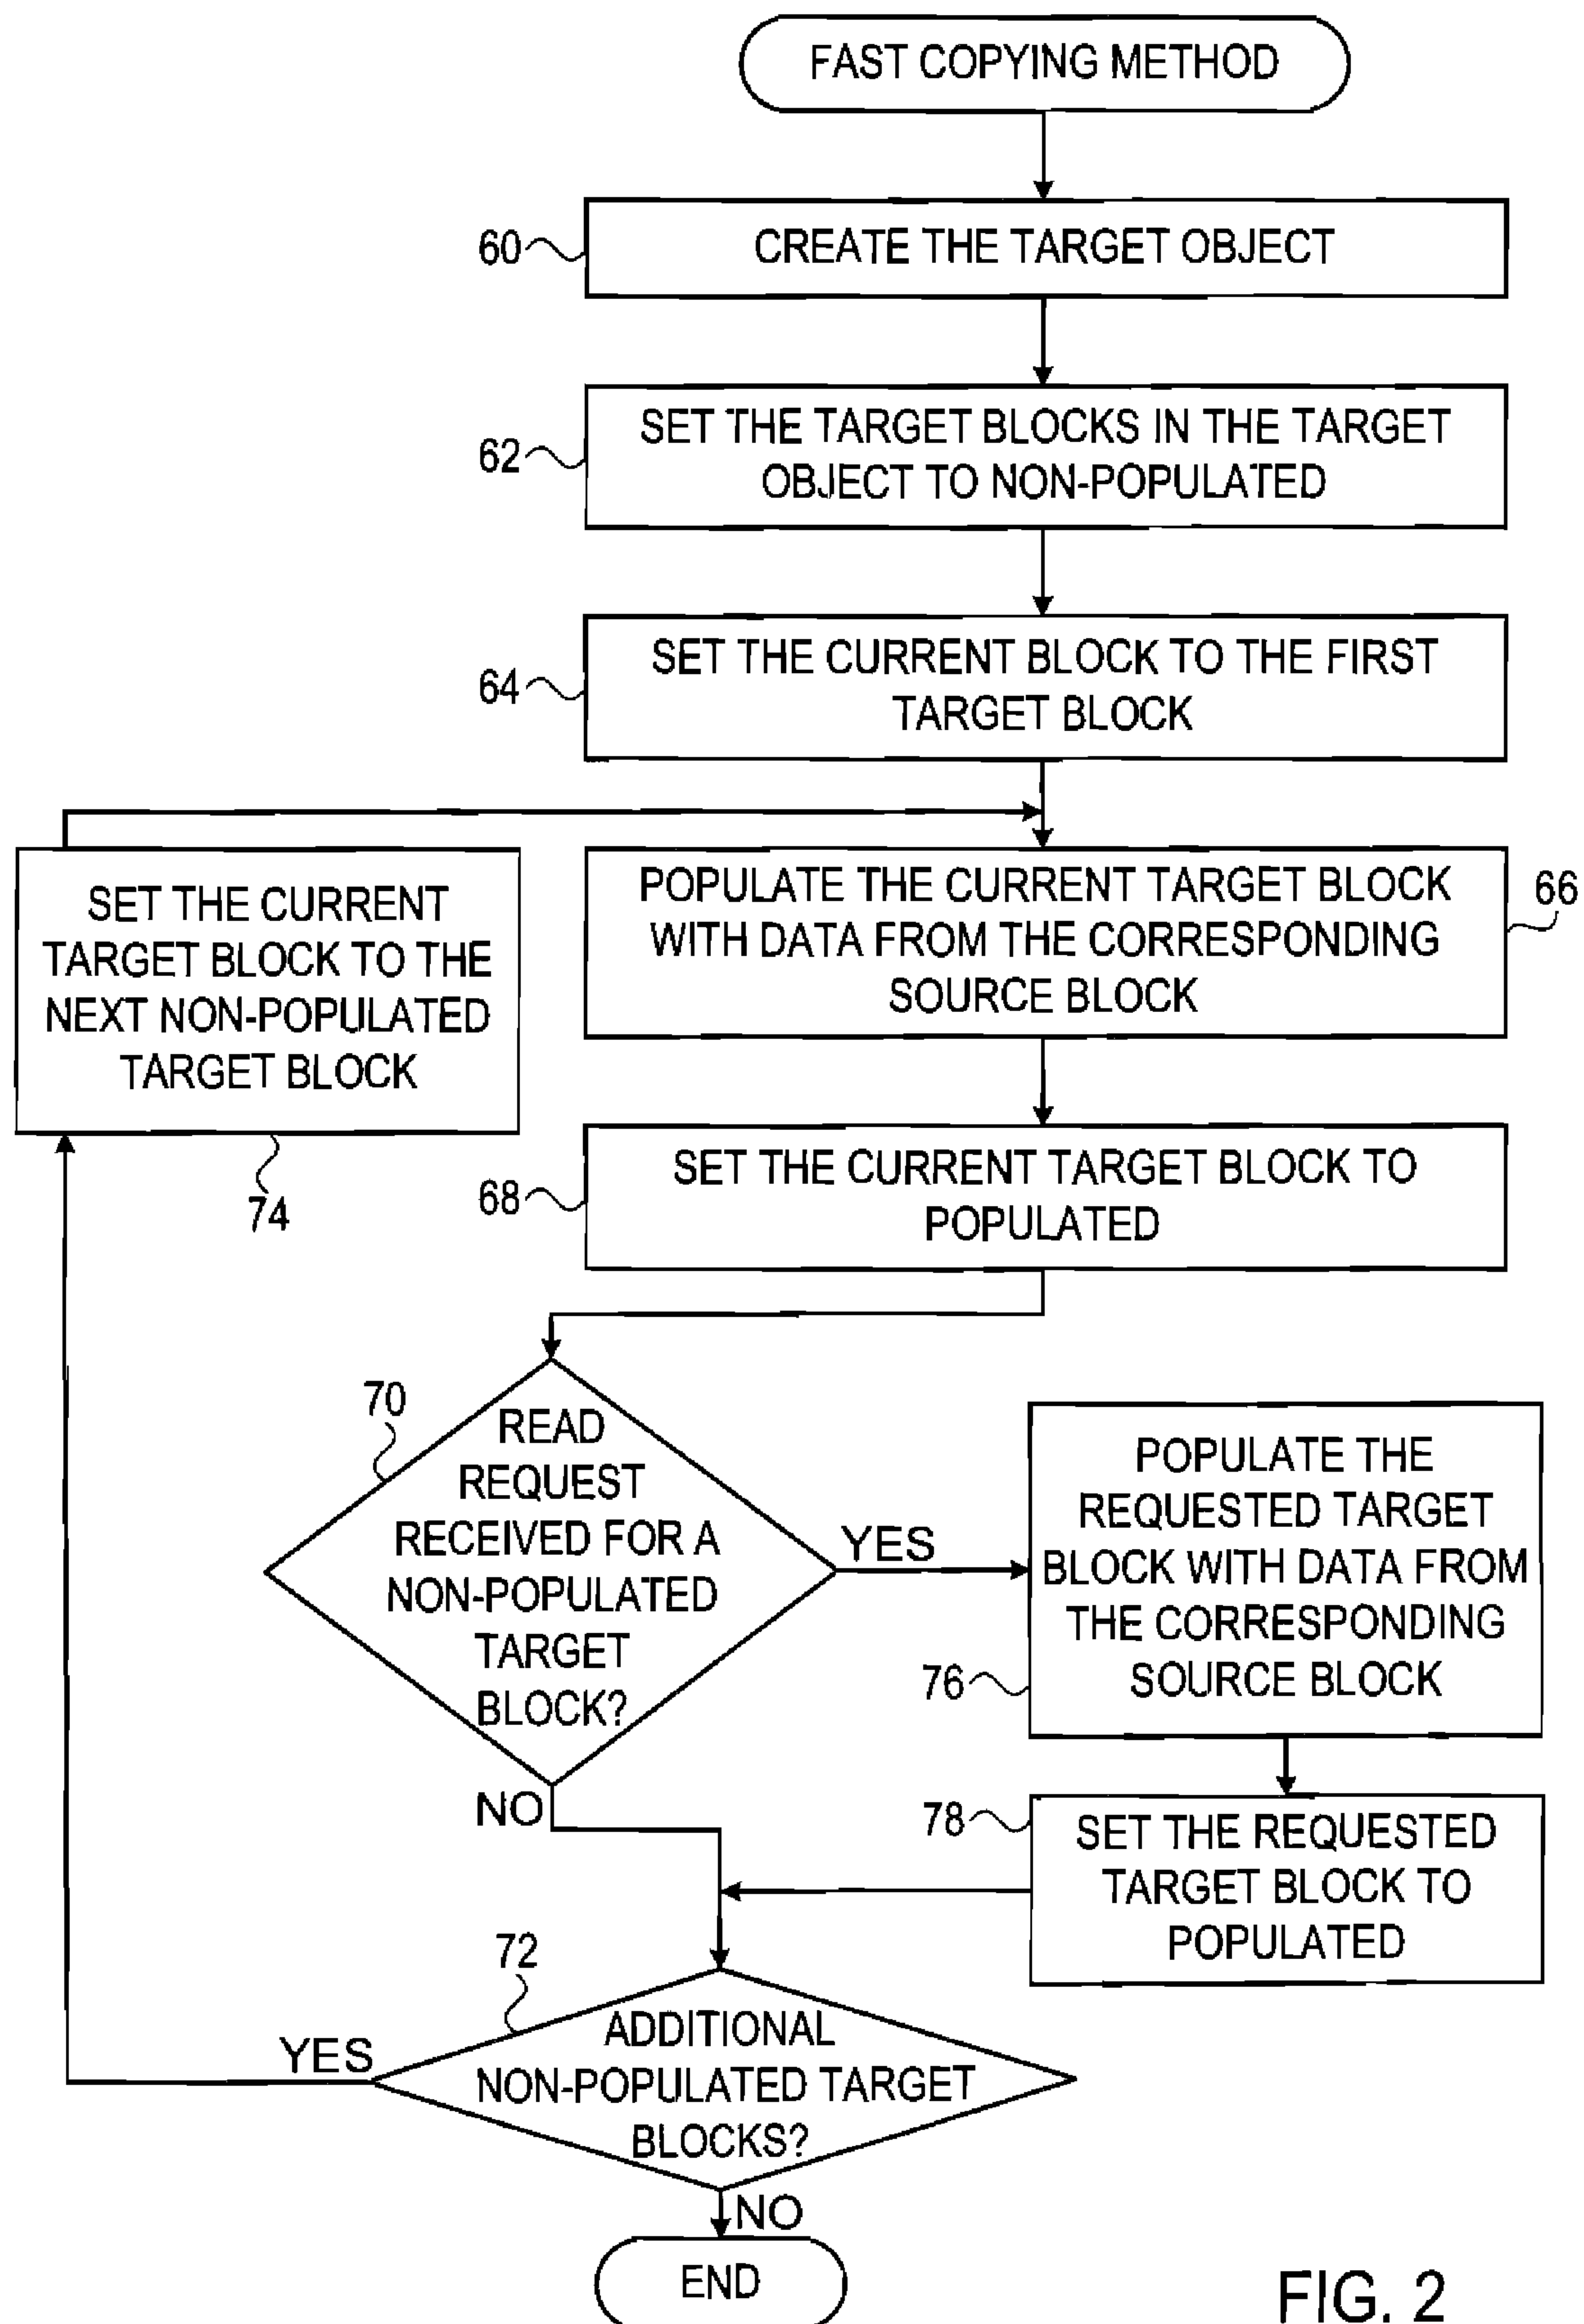 FAST COPYING METHOD
60
CREATE THE TARGET OBJECT
62
SET THE TARGET BLOCKS IN THE TARGET
OBJECT TO NON-POPULATED
64
SET THE CURRENT BLOCK TO THE FIRST
TARGET BLOCK
SET THE CURRENT
TARGET BLOCK TO THE
NEXT NON-POPULATED
TARGET BLOCK
74
POPULATE THE CURRENT TARGET BLOCK
WITH DATA FROM THE CORRESPONDING
SOURCE BLOCK
66
68
SET THE CURRENT TARGET BLOCK TO
POPULATED
70
READ
REQUEST
RECEIVED FOR A
NON-POPULATED
TARGET
BLOCK?
YES
NO
POPULATE THE
REQUESTED TARGET
BLOCK WITH DATA FROM
THE CORRESPONDING
SOURCE BLOCK
76
78
SET THE REQUESTED
TARGET BLOCK TO
POPULATED
72
ADDITIONAL
NON-POPULATED TARGET
BLOCKS?
YES
NO
END
FIG. 2